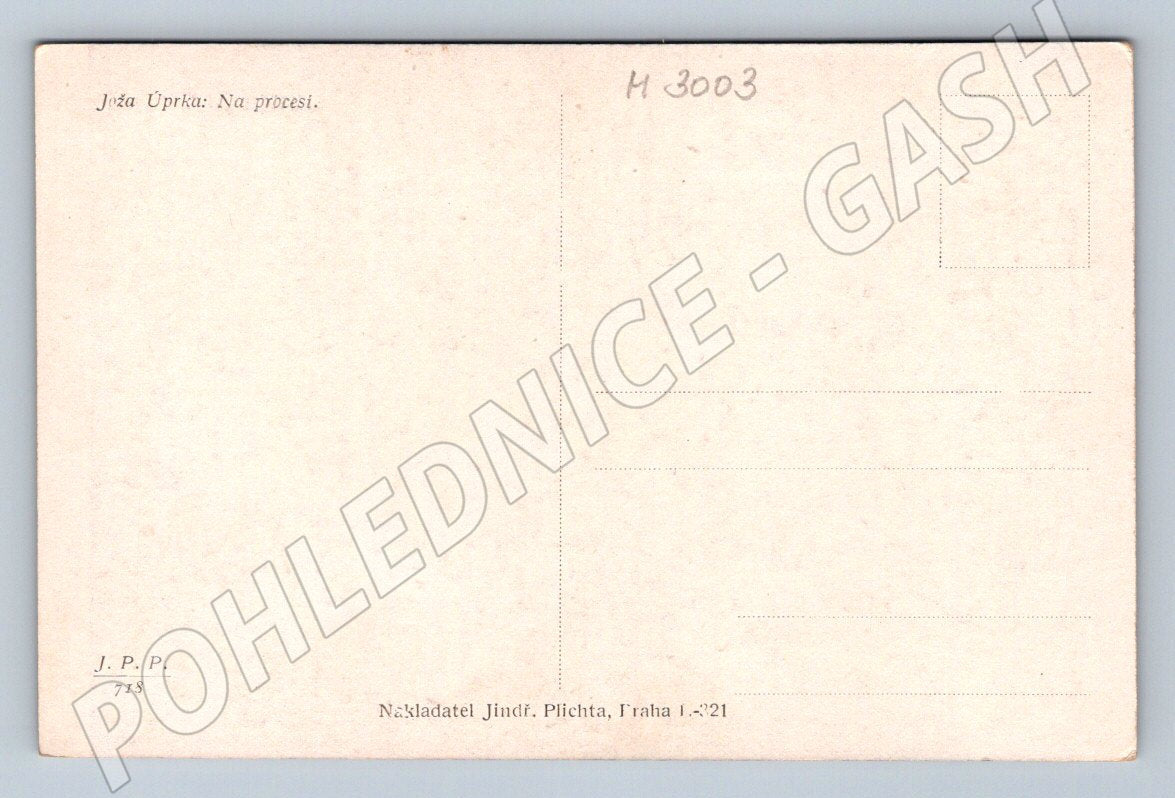 H 3003
Joža Úprka: Na procesí.
J. P. P.
718
Nakladatel Jindř. Plichta, Praha I.-321
POHLEDNICE - GASH